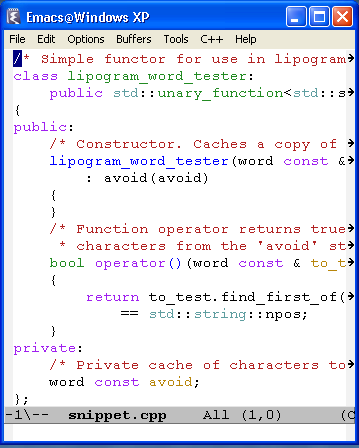 Emacs@Windows XP
File Edit Options Buffers Tools C++ Help
/* Simple functor for use in lipogram
class lipogram_word_tester:
    public std::unary_function<std::s
{
public:
    /* Constructor. Caches a copy of
    lipogram_word_tester(word const &
        : avoid(avoid)
    {
    }
    /* Function operator returns true
     * characters from the 'avoid' st
    bool operator()(word const & to_t
    {
        return to_test.find_first_of(
            == std::string::npos;
    }
private:
    /* Private cache of characters to
    word const avoid;
};
-1\-- snippet.cpp All (1,0) (C